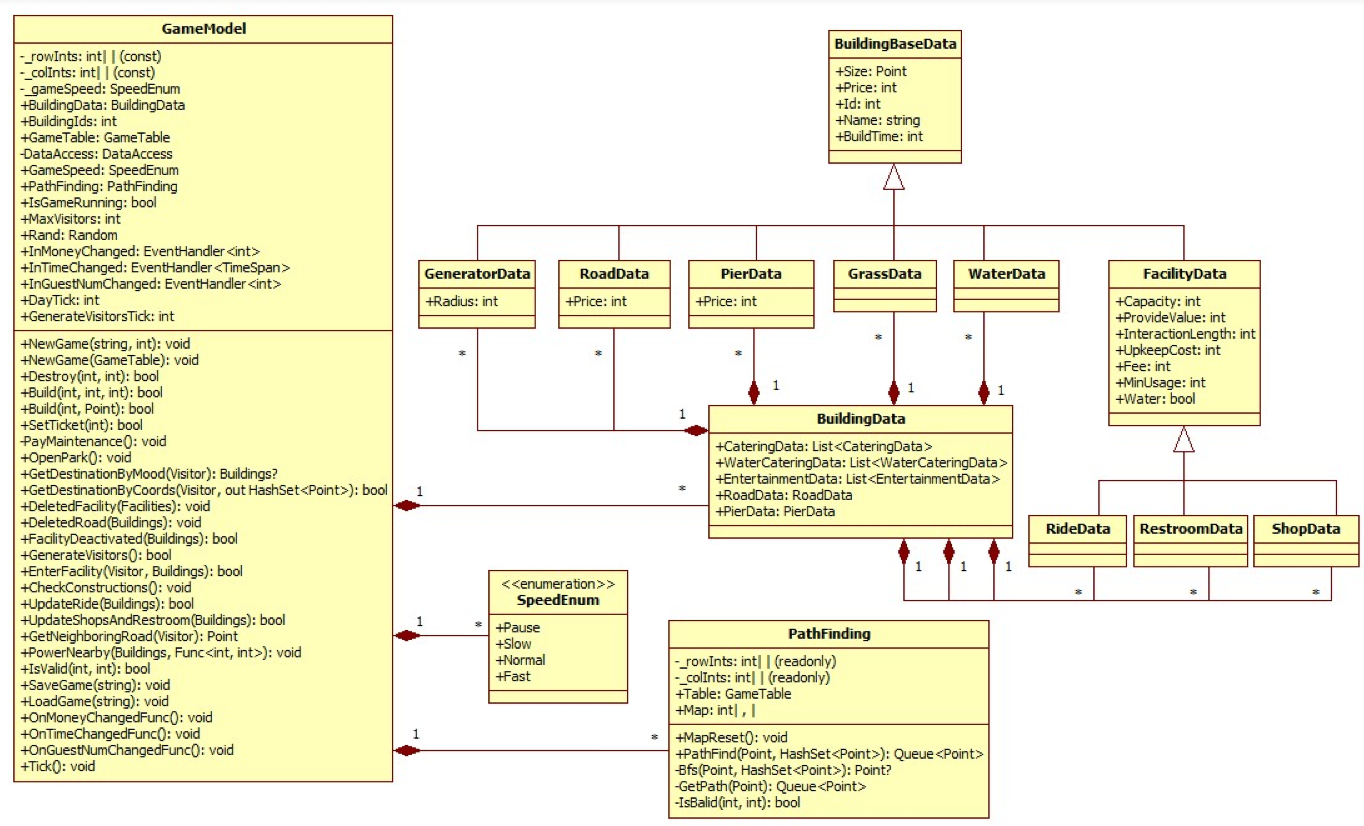 GameModel
-_rowInts: int| | (const)
-_colInts: int| | (const)
-_gameSpeed: SpeedEnum
+BuildingData: BuildingData
+BuildingIds: int
+GameTable: GameTable
-DataAccess: DataAccess
+GameSpeed: SpeedEnum
+PathFinding: PathFinding
+IsGameRunning: bool
+MaxVisitors: int
+Rand: Random
+InMoneyChanged: EventHandler<int>
+InTimeChanged: EventHandler<TimeSpan>
+InGuestNumChanged: EventHandler<int>
+DayTick: int
+GenerateVisitorsTick: int
+NewGame(string, int): void
+NewGame(GameTable): void
+Destroy(int, int): bool
+Build(int, int, int): bool
+Build(int, Point): bool
+SetTicket(int): bool
-PayMaintenance(): void
+OpenPark(): void
+GetDestinationByMood(Visitor): Buildings?
+GetDestinationByCoords(Visitor, out HashSet<Point>): bool
+DeletedFacility(Facilities): void
+DeletedRoad(Buildings): void
+FacilityDeactivated(Buildings): bool
+GenerateVisitors(): bool
+EnterFacility(Visitor, Buildings): bool
+CheckConstructions(): void
+UpdateRide(Buildings): bool
+UpdateShopsAndRestroom(Buildings): bool
+GetNeighboringRoad(Visitor): Point
+PowerNearby(Buildings, Func<int, int>): void
+IsValid(int, int): bool
+SaveGame(string): void
+LoadGame(string): void
+OnMoneyChangedFunc(): void
+OnTimeChangedFunc(): void
+OnGuestNumChangedFunc(): void
+Tick(): void
BuildingBaseData
+Size: Point
+Price: int
+Id: int
+Name: string
+BuildTime: int
GeneratorData
+Radius: int
RoadData
+Price: int
PierData
+Price: int
GrassData
WaterData
FacilityData
+Capacity: int
+ProvideValue: int
+InteractionLength: int
+UpkeepCost: int
+Fee: int
+MinUsage: int
+Water: bool
*
*
*
*
*
1
1
1
1
BuildingData
+CateringData: List<CateringData>
+WaterCateringData: List<WaterCateringData>
+EntertainmentData: List<EntertainmentData>
+RoadData: RoadData
+PierData: PierData
1
*
RideData
RestroomData
ShopData
1
1
1
*
*
*
<<enumeration>>
SpeedEnum
+Pause
+Slow
+Normal
+Fast
1
*
PathFinding
-_rowInts: int| | (readonly)
-_colInts: int| | (readonly)
+Table: GameTable
+Map: int| , |
+MapReset(): void
+PathFind(Point, HashSet<Point>): Queue<Point>
-Bfs(Point, HashSet<Point>): Point?
-GetPath(Point): Queue<Point>
-IsBalid(int, int): bool
1
*